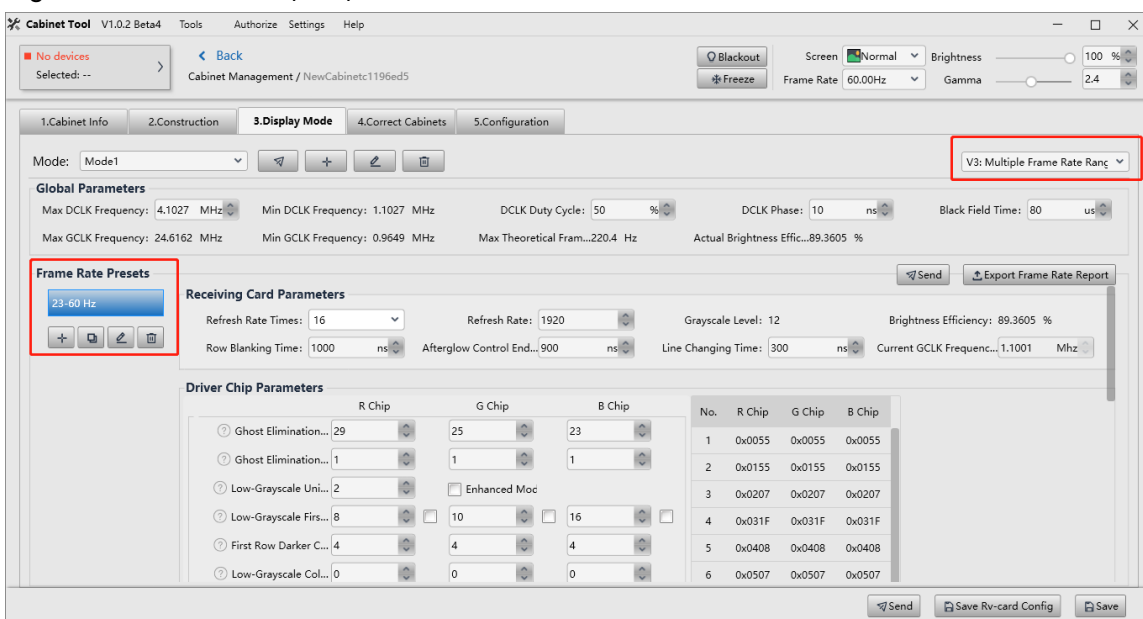 Cabinet Tool V1.0.2 Beta4 Tools Authorize Settings Help
No devices
Selected: --
Back
Cabinet Management / NewCabinetc1196ed5
Blackout Screen Normal Brightness 100 %
Freeze Frame Rate 60.00Hz Gamma 2.4
1.Cabinet Info 2.Construction 3.Display Mode 4.Correct Cabinets 5.Configuration
Mode: Mode1 V3: Multiple Frame Rate Rang
Global Parameters
Max DCLK Frequency: 4.1027 MHz Min DCLK Frequency: 1.1027 MHz DCLK Duty Cycle: 50 % DCLK Phase: 10 ns Black Field Time: 80 us
Max GCLK Frequency: 24.6162 MHz Min GCLK Frequency: 0.9649 MHz Max Theoretical Fram...220.4 Hz Actual Brightness Effic...89.3605 %
Frame Rate Presets
Send Export Frame Rate Report
23-60 Hz
Receiving Card Parameters
Refresh Rate Times: 16 Refresh Rate: 1920 Grayscale Level: 12 Brightness Efficiency: 89.3605 %
Row Blanking Time: 1000 ns Afterglow Control End... 900 ns Line Changing Time: 300 ns Current GCLK Frequenc... 1.1001 Mhz
Driver Chip Parameters
R Chip G Chip B Chip
No. R Chip G Chip B Chip
Ghost Elimination... 29 25 23
1 0x0055 0x0055 0x0055
Ghost Elimination... 1 1 1
2 0x0155 0x0155 0x0155
Low-Grayscale Uni... 2 Enhanced Mod
3 0x0207 0x0207 0x0207
Low-Grayscale Firs... 8 10 16
4 0x031F 0x031F 0x031F
First Row Darker C... 4 4 4
5 0x0408 0x0408 0x0408
Low-Grayscale Col... 0 0 0
6 0x0507 0x0507 0x0507
Send Save Rv-card Config Save